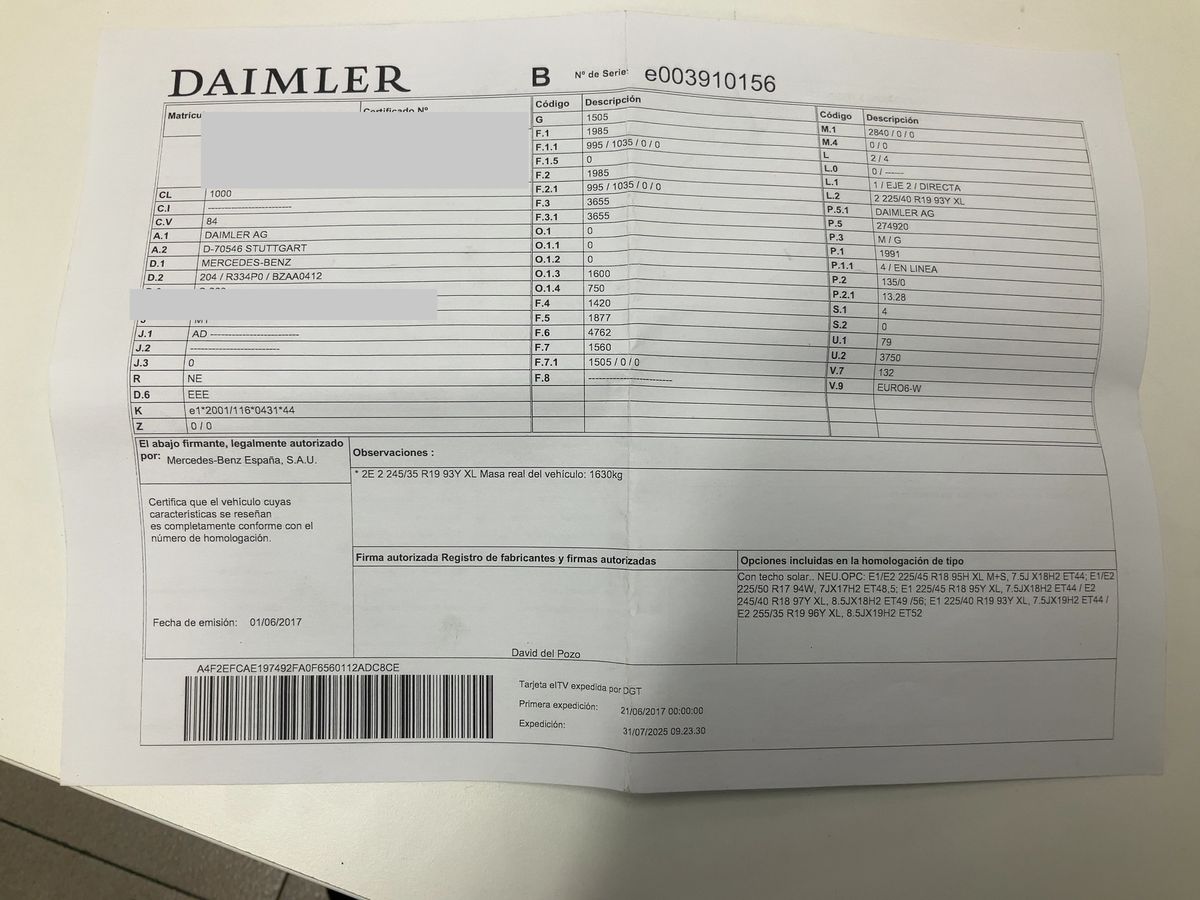 DAIMLER
B Nº de Serie: e003910156
Matrícu
Certificado Nº
CL 1000
C.I ------------------------
C.V 84
A.1 DAIMLER AG
A.2 D-70546 STUTTGART
D.1 MERCEDES-BENZ
D.2 204 / R334P0 / BZAA0412
J.1 AD -------------------------
J.2 -------------------------
J.3 0
R NE
D.6 EEE
K e1*2001/116*0431*44
Z 0 / 0
Código Descripción
G 1505
F.1 1985
F.1.1 995 / 1035 / 0 / 0
F.1.5 0
F.2 1985
F.2.1 995 / 1035 / 0 / 0
F.3 3655
F.3.1 3655
O.1 0
O.1.1 0
O.1.2 0
O.1.3 1600
O.1.4 750
F.4 1420
F.5 1877
F.6 4762
F.7 1560
F.7.1 1505 / 0 / 0
F.8 ------------------------
Código Descripción
M.1 2840 / 0 / 0
M.4 0 / 0
L 2 / 4
L.0 0 / ------
L.1 1 / EJE 2 / DIRECTA
L.2 2 225/40 R19 93Y XL
P.5.1 DAIMLER AG
P.5 274920
P.3 M / G
P.1 1991
P.1.1 4 / EN LINEA
P.2 135/0
P.2.1 13.28
S.1 4
S.2 0
U.1 79
U.2 3750
V.7 132
V.9 EURO6-W
El abajo firmante, legalmente autorizado
por: Mercedes-Benz España, S.A.U.
Certifica que el vehículo cuyas
características se reseñan
es completamente conforme con el
número de homologación.
Fecha de emisión: 01/06/2017
Observaciones :
* 2E 2 245/35 R19 93Y XL Masa real del vehículo: 1630kg
Firma autorizada Registro de fabricantes y firmas autorizadas
David del Pozo
Opciones incluidas en la homologación de tipo
Con techo solar.. NEU.OPC: E1/E2 225/45 R18 95H XL M+S, 7.5J X18H2 ET44; E1/E2
225/50 R17 94W, 7JX17H2 ET48,5; E1 225/45 R18 95Y XL, 7.5JX18H2 ET44 / E2
245/40 R18 97Y XL, 8.5JX18H2 ET49 /56; E1 225/40 R19 93Y XL, 7.5JX19H2 ET44 /
E2 255/35 R19 96Y XL, 8.5JX19H2 ET52
A4F2EFCAE197492FA0F6560112ADC8CE
Tarjeta eITV expedida por DGT
Primera expedición: 21/06/2017 00:00:00
Expedición: 31/07/2025 09.23.30